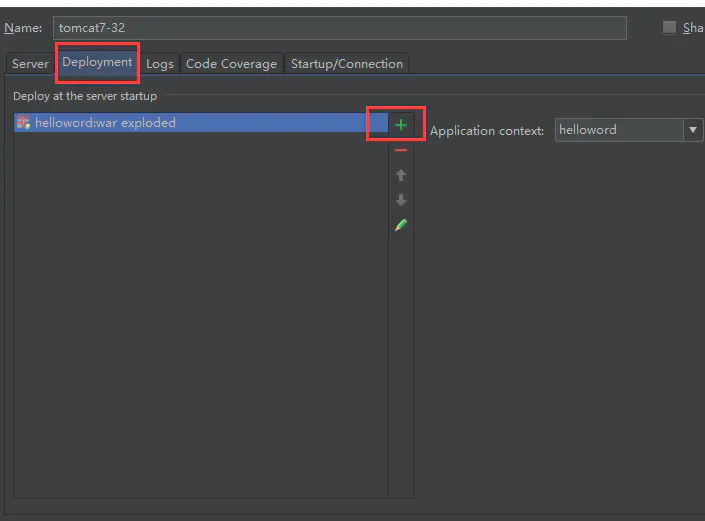 Name: tomcat7-32 Sha
Server Deployment Logs Code Coverage Startup/Connection
Deploy at the server startup
helloword:war exploded
Application context: helloword